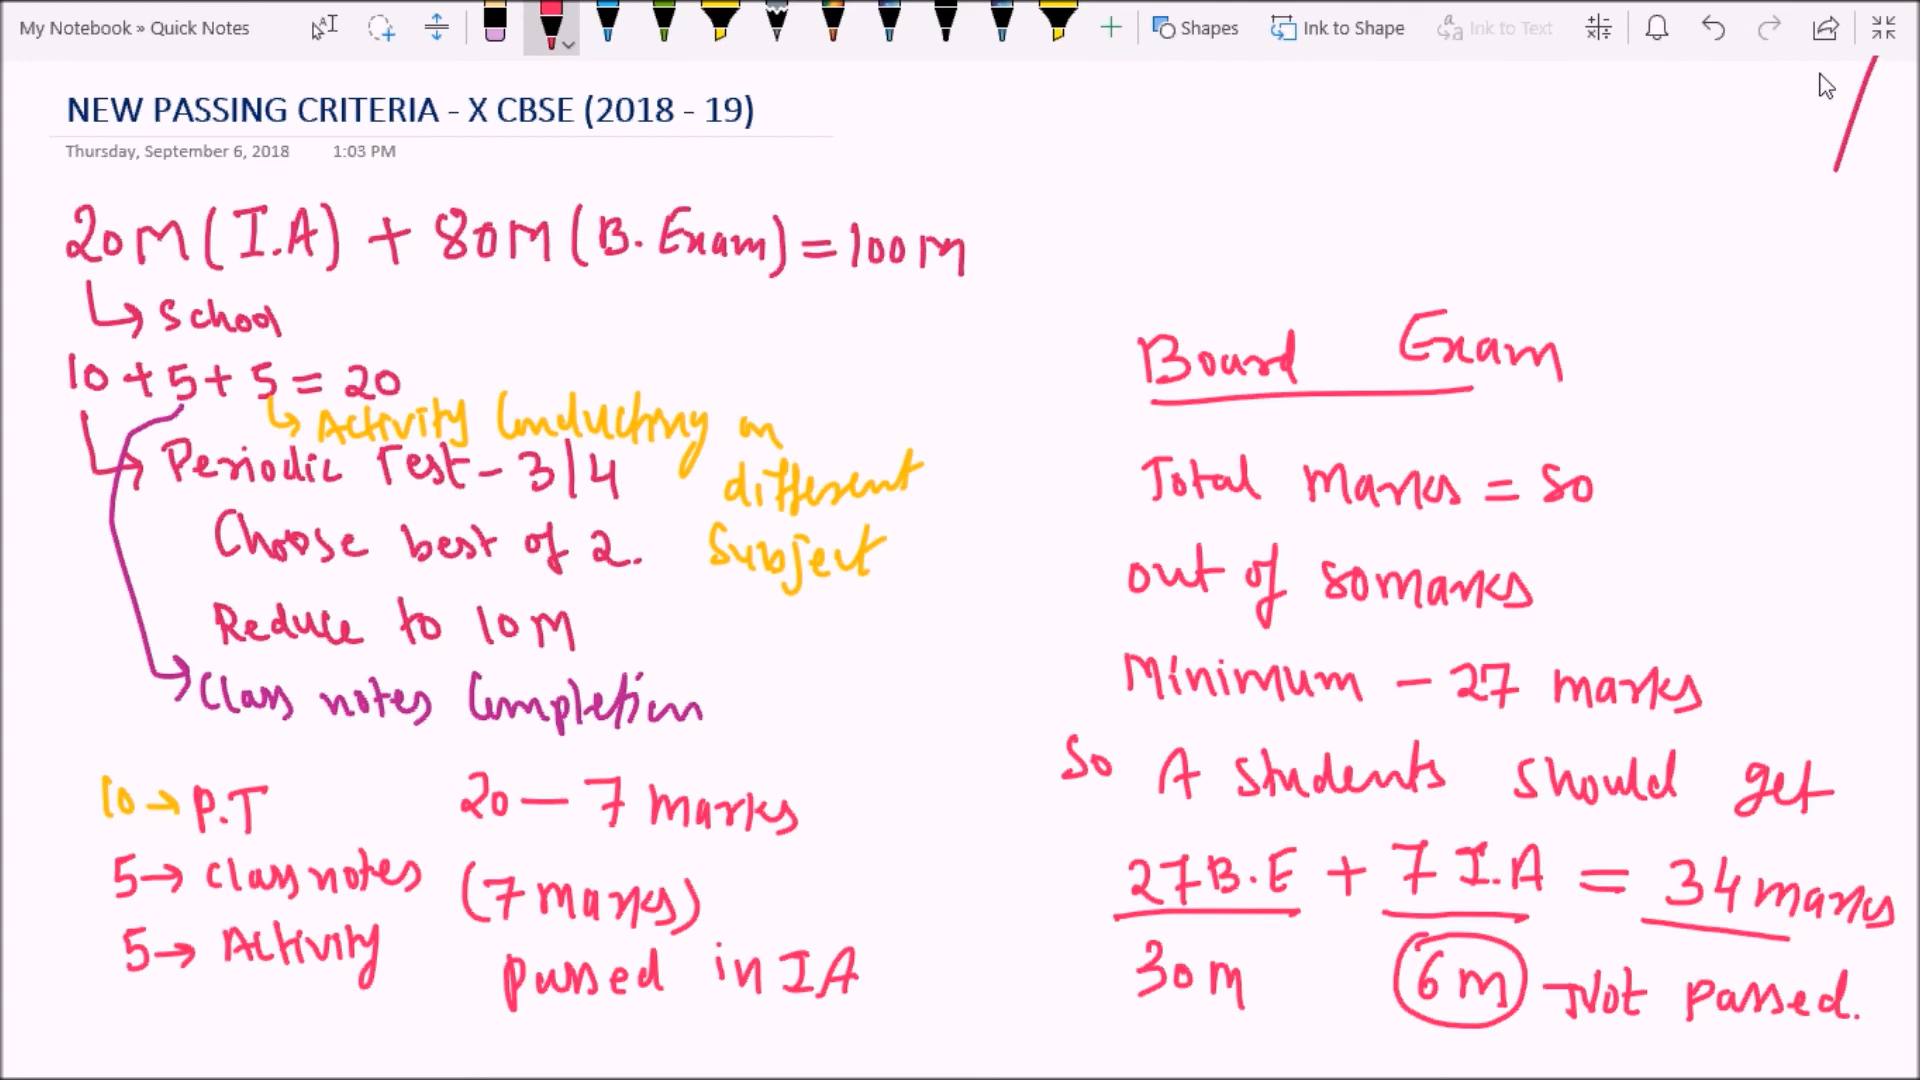 My Notebook » Quick Notes
Shapes
Ink to Shape
Ink to Text
NEW PASSING CRITERIA - X CBSE (2018 - 19)
Thursday, September 6, 2018 1:03 PM
20M (I.A) + 80M (B. Exam) = 100M
↳ School
10 + 5 + 5 = 20
↳ Activity Conducting on
different
Subject
↳ Periodic Test - 3/4
Choose best of 2.
Reduce to 10M
→ Class notes Completion
10 → P.T
5 → class notes
5 → Activity
20 — 7 marks
(7 marks)
passed in IA
Board Exam
Total marks = 80
out of 80 marks
Minimum - 27 marks
So A students should get
27 B.E + 7 I.A = 34 marks
30m 6m → Not passed.